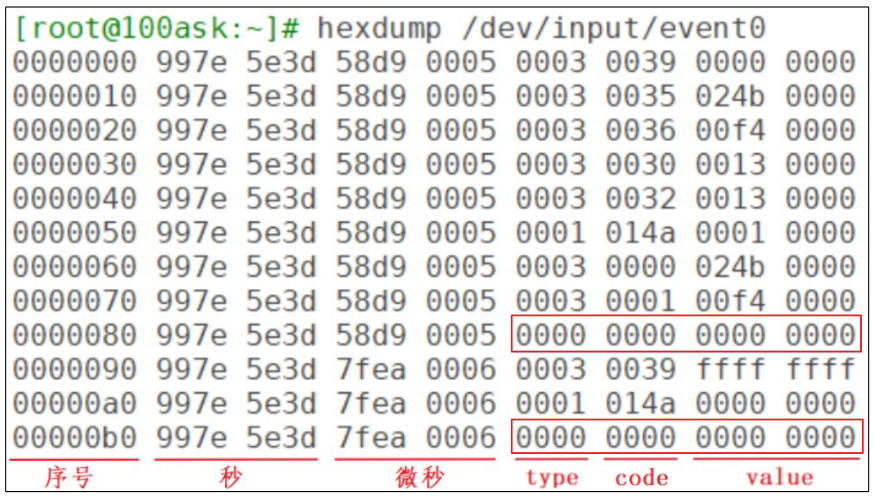 [root@100ask:~]# hexdump /dev/input/event0
0000000 997e 5e3d 58d9 0005 0003 0039 0000 0000
0000010 997e 5e3d 58d9 0005 0003 0035 024b 0000
0000020 997e 5e3d 58d9 0005 0003 0036 00f4 0000
0000030 997e 5e3d 58d9 0005 0003 0030 0013 0000
0000040 997e 5e3d 58d9 0005 0003 0032 0013 0000
0000050 997e 5e3d 58d9 0005 0001 014a 0001 0000
0000060 997e 5e3d 58d9 0005 0003 0000 024b 0000
0000070 997e 5e3d 58d9 0005 0003 0001 00f4 0000
0000080 997e 5e3d 58d9 0005 0000 0000 0000 0000
0000090 997e 5e3d 7fea 0006 0003 0039 ffff ffff
00000a0 997e 5e3d 7fea 0006 0001 014a 0000 0000
00000b0 997e 5e3d 7fea 0006 0000 0000 0000 0000
序号 秒 微秒 type code value